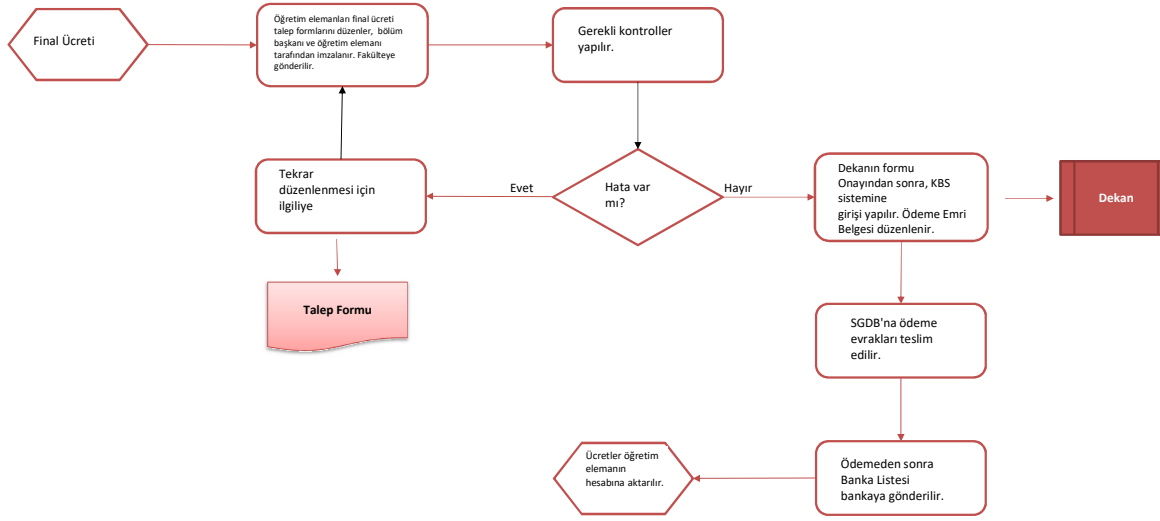 Final Ücreti
Öğretim elemanları final ücreti
talep formlarını düzenler, bölüm
başkanı ve öğretim elemanı
tarafından imzalanır. Fakülteye
gönderilir.
Gerekli kontroller
yapılır.
Tekrar
düzenlenmesi için
ilgiliye
Evet
Hata var
mı?
Hayır
Dekanın formu
Onayından sonra, KBS
sistemine
girişi yapılır. Ödeme Emri
Belgesi düzenlenir.
Dekan
Talep Formu
SGDB'na ödeme
evrakları teslim
edilir.
Ücretler öğretim
elemanın
hesabına aktarılır.
Ödemeden sonra
Banka Listesi
bankaya gönderilir.